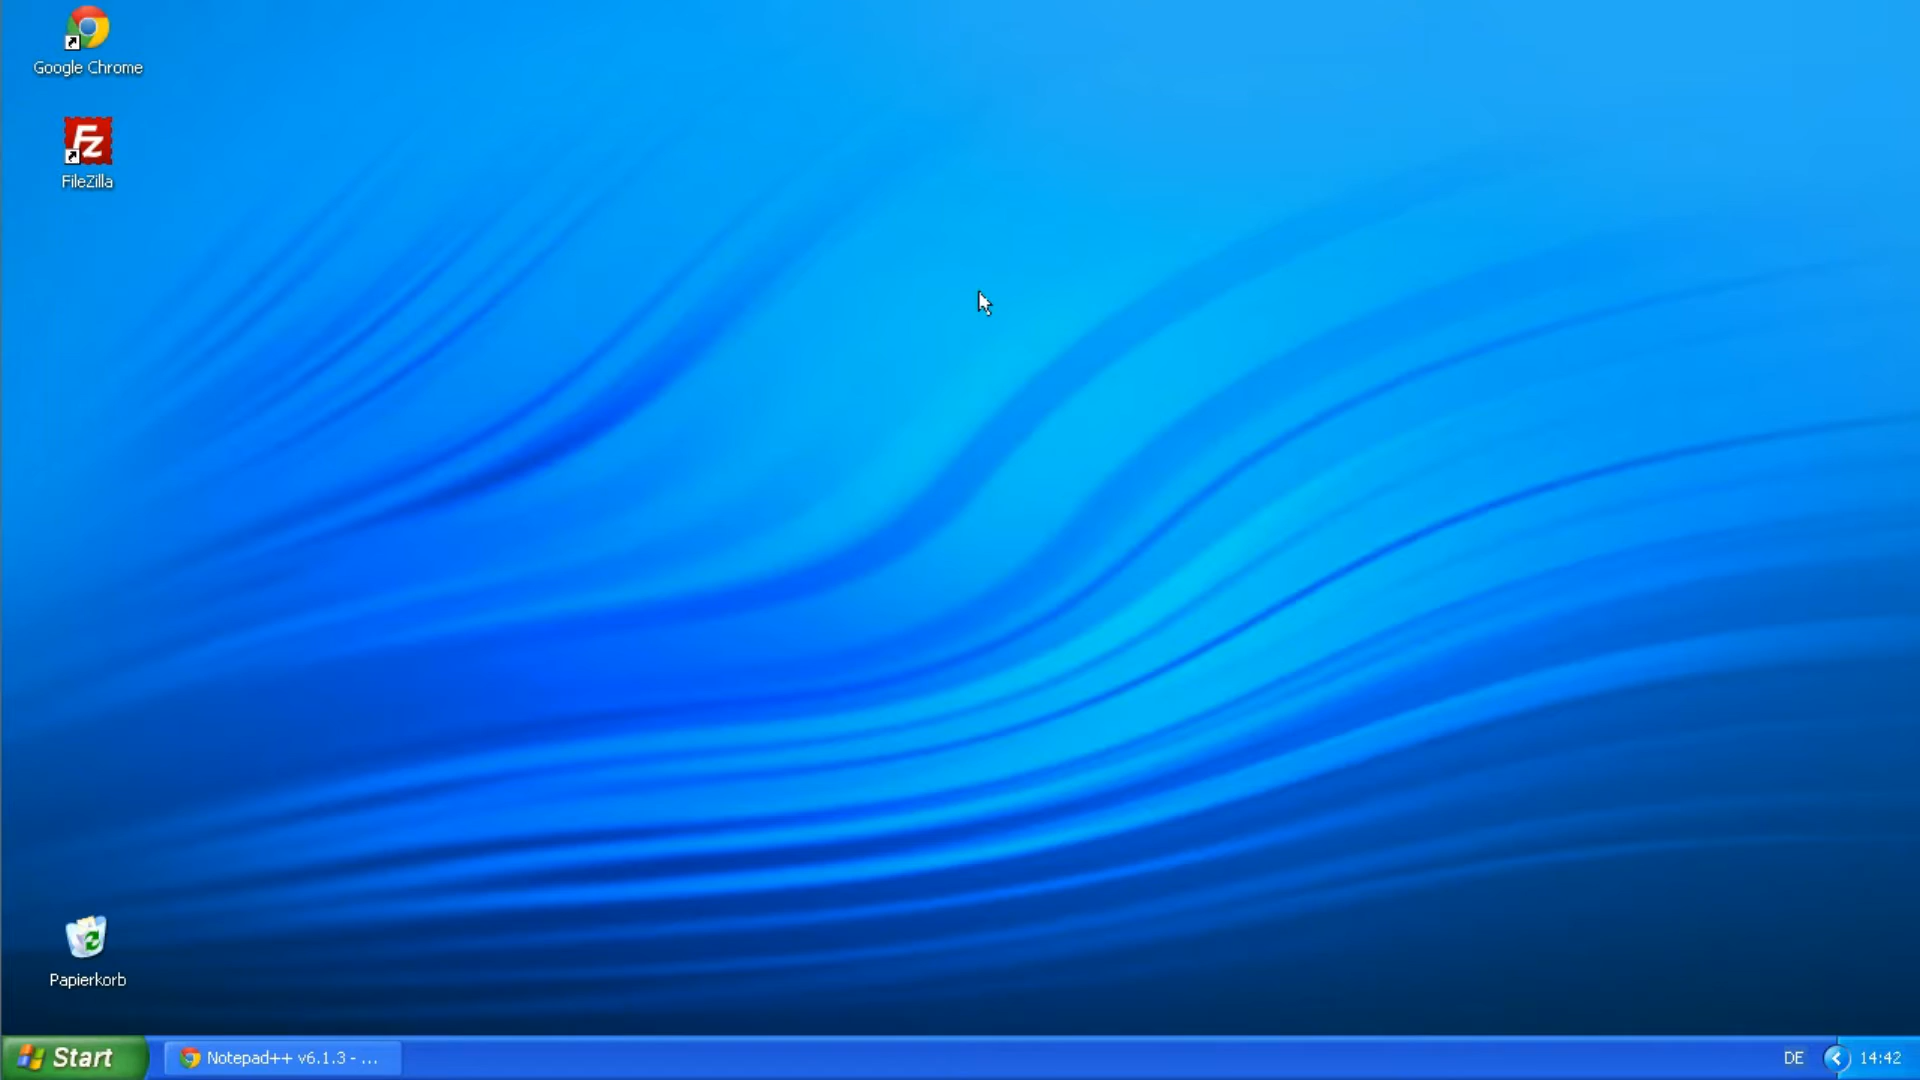 Google Chrome
FileZilla
Papierkorb
Start
Notepad++ v6.1.3 - ...
DE
14:42